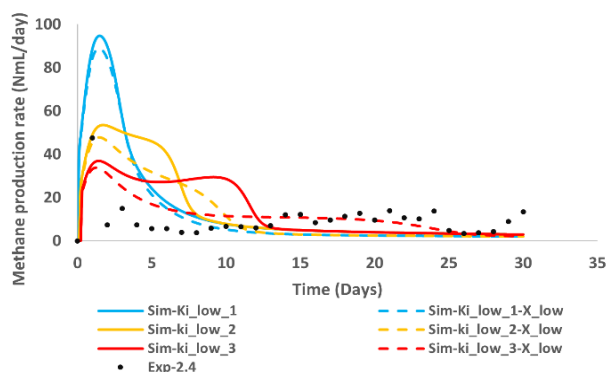 Methane production rate (NmL/day)
100
80
60
40
20
0
0 5 10 15 20 25 30 35
Time (Days)
Sim-Ki_low_1 Sim-Ki_low_1-X_low
Sim-ki_low_2 Sim-ki_low_2-X_low
Sim-ki_low_3 Sim-ki_low_3-X_low
Exp-2.4